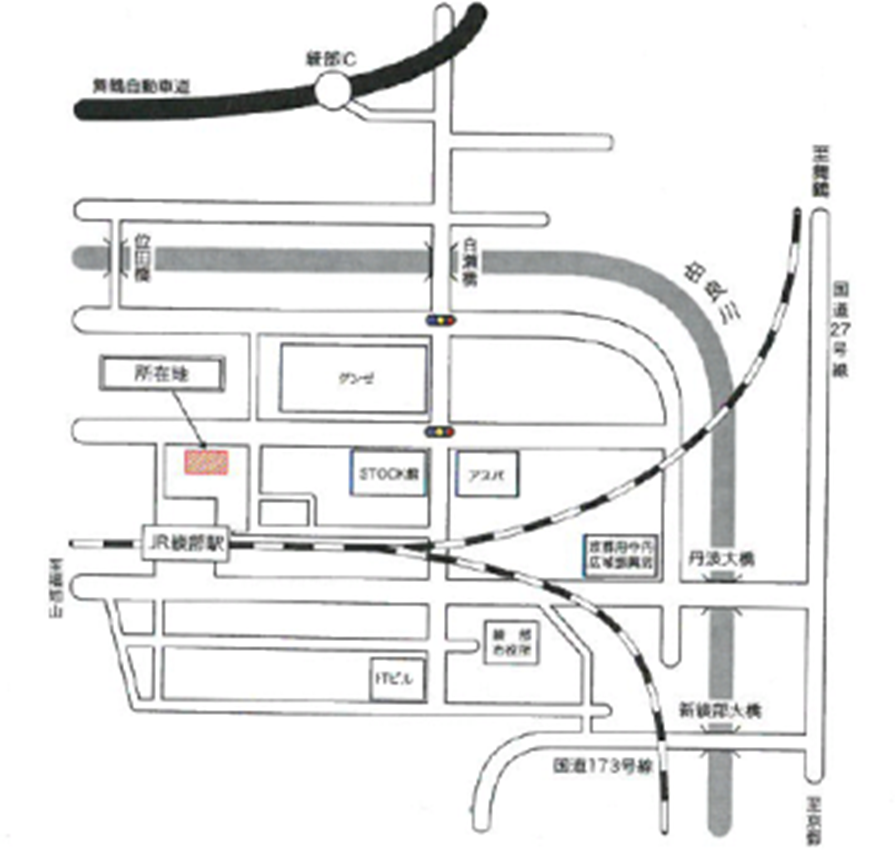 綾部IC
舞鶴自動車道
至舞鶴
位田橋
白瀬橋
由良川
国道27号線
所在地
グンゼ
STOCK館
アスパ
JR綾部駅
京都府中丹
広域振興局
丹波大橋
綾部
市役所
ITビル
新綾部大橋
国道173号線
至京都